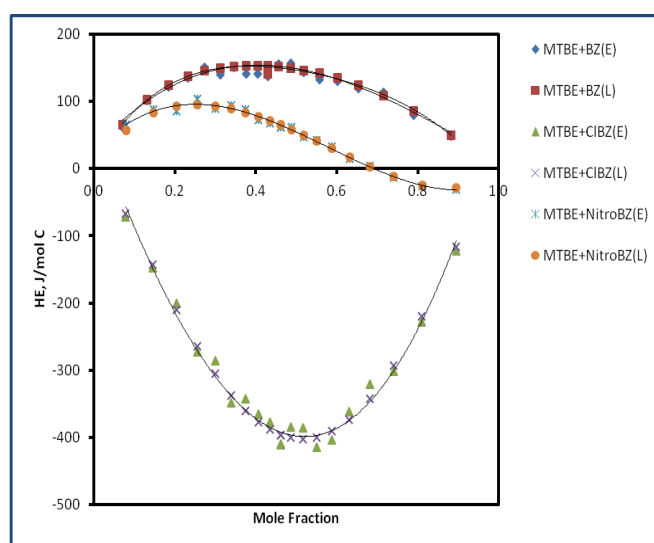 200
100
0
-100
-200
-300
-400
-500
0.0
0.2
0.4
0.6
0.8
1.0
HE, J/mol C
Mole Fraction
MTBE+BZ(E)
MTBE+BZ(L)
MTBE+ClBZ(E)
MTBE+ClBZ(L)
MTBE+NitroBZ(E)
MTBE+NitroBZ(L)